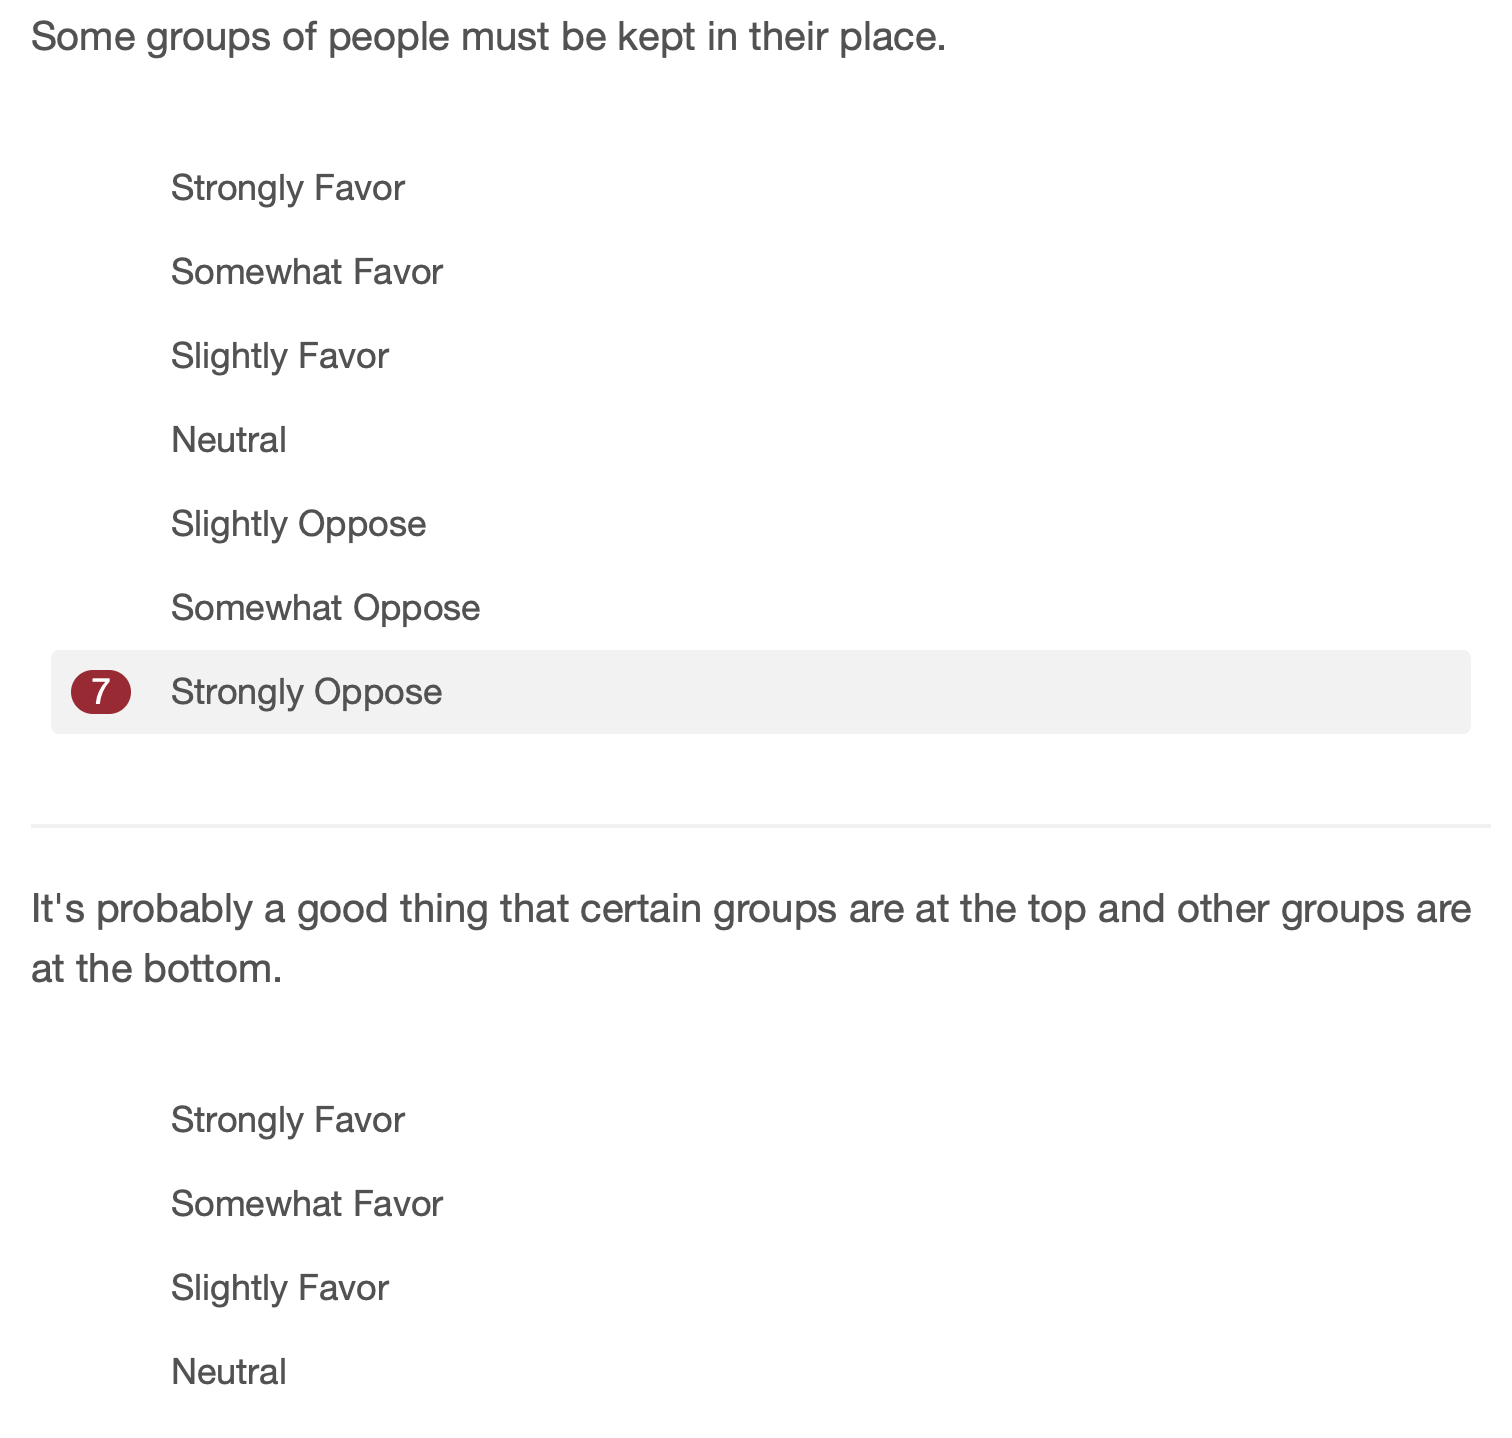 Some groups of people must be kept in their place.
Strongly Favor
Somewhat Favor
Slightly Favor
Neutral
Slightly Oppose
Somewhat Oppose
7 Strongly Oppose
It's probably a good thing that certain groups are at the top and other groups are
at the bottom.
Strongly Favor
Somewhat Favor
Slightly Favor
Neutral